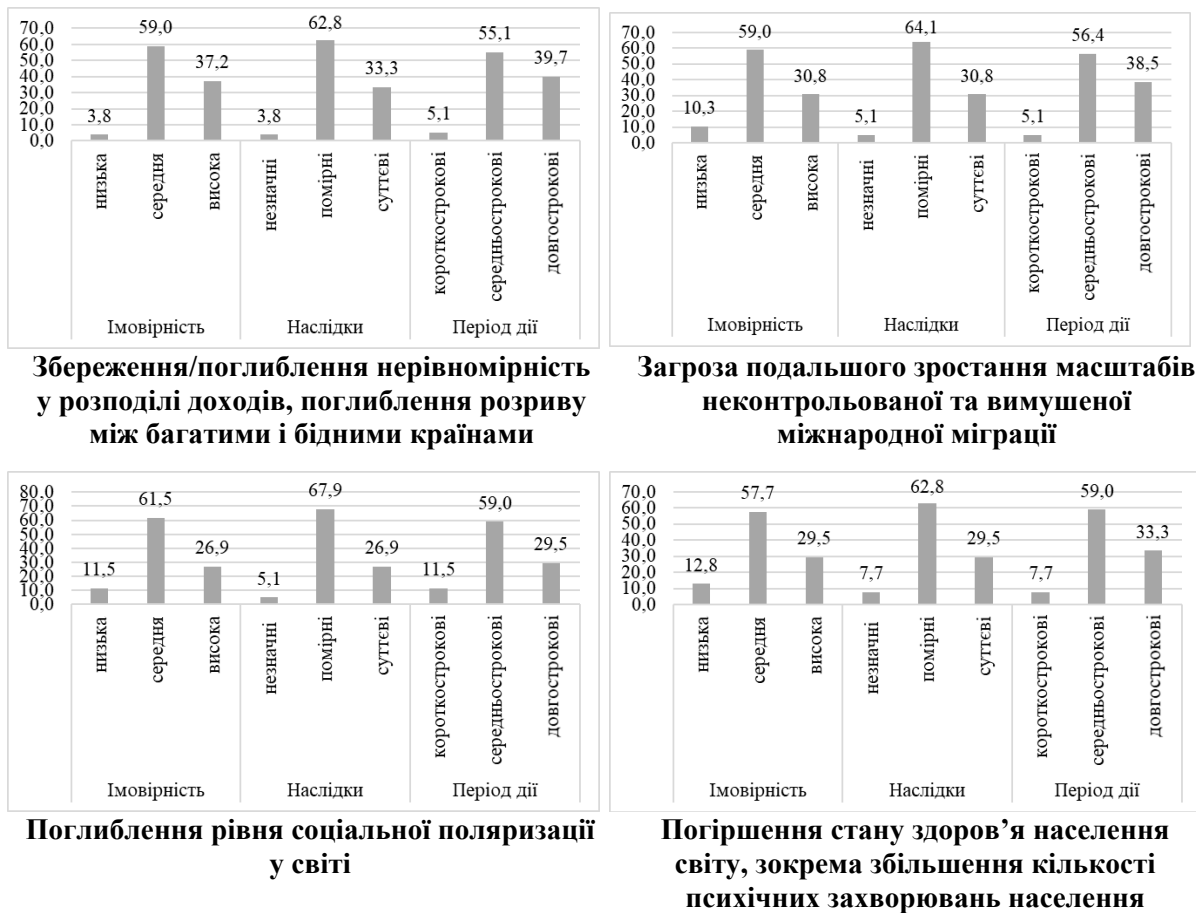 70,0
60,0
50,0
40,0
30,0
20,0
10,0
0,0
3,8 59,0 37,2 3,8 62,8 33,3 5,1 55,1 39,7
низька середня висока незначні помірні суттєві короткострокові середньострокові довгострокові
Імовірність Наслідки Період дії
Збереження/поглиблення нерівномірність
у розподілі доходів, поглиблення розриву
між багатими і бідними країнами
70,0
60,0
50,0
40,0
30,0
20,0
10,0
0,0
10,3 59,0 30,8 5,1 64,1 30,8 5,1 56,4 38,5
низька середня висока незначні помірні суттєві короткострокові середньострокові довгострокові
Імовірність Наслідки Період дії
Загроза подальшого зростання масштабів
неконтрольованої та вимушеної
міжнародної міграції
80,0
70,0
60,0
50,0
40,0
30,0
20,0
10,0
0,0
11,5 61,5 26,9 5,1 67,9 26,9 11,5 59,0 29,5
низька середня висока незначні помірні суттєві короткострокові середньострокові довгострокові
Імовірність Наслідки Період дії
Поглиблення рівня соціальної поляризації
у світі
70,0
60,0
50,0
40,0
30,0
20,0
10,0
0,0
12,8 57,7 29,5 7,7 62,8 29,5 7,7 59,0 33,3
низька середня висока незначні помірні суттєві короткострокові середньострокові довгострокові
Імовірність Наслідки Період дії
Погіршення стану здоров’я населення
світу, зокрема збільшення кількості
психічних захворювань населення